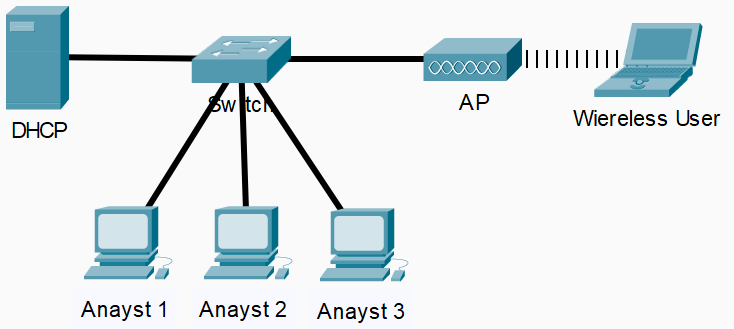 Switch
AP
DHCP
Wiereless User
Anayst 1
Anayst 2
Anayst 3